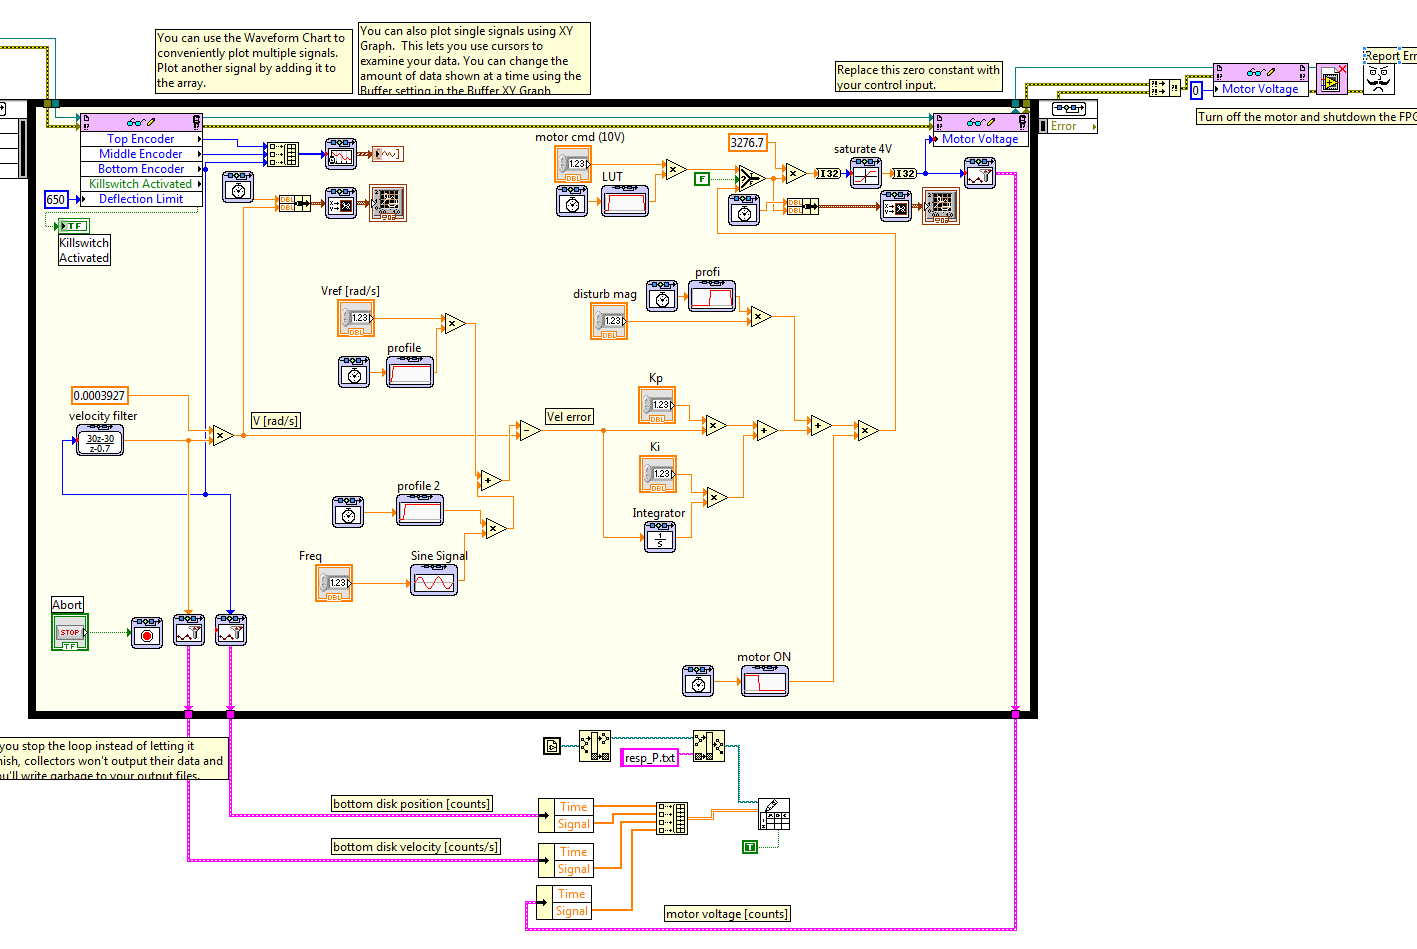 You can use the Waveform Chart to
conveniently plot multiple signals.
Plot another signal by adding it to
the array.
You can also plot single signals using XY
Graph. This lets you use cursors to
examine your data. You can change the
amount of data shown at a time using the
Buffer setting in the Buffer XY Graph
Replace this zero constant with
your control input.
Report Err
0
Motor Voltage
Turn off the motor and shutdown the FPG
Error
Top Encoder
Middle Encoder
Bottom Encoder
Killswitch Activated
Deflection Limit
650
TF
Killswitch
Activated
DBL
DBL
motor cmd (10V)
1.23
DBL
LUT
F
3276.7
saturate 4V
I32
I32
DBL
DBL
Motor Voltage
Vref [rad/s]
1.23
DBL
profile
disturb mag
1.23
DBL
profi
0.0003927
velocity filter
30z-30
z-0.7
V [rad/s]
Vel error
Kp
1.23
DBL
Ki
1.23
DBL
Integrator
1
s
profile 2
Freq
1.23
DBL
Sine Signal
Abort
STOP
TF
motor ON
you stop the loop instead of letting it
nish, collectors won't output their data and
ou'll write garbage to your output files.
resp_P.txt
bottom disk position [counts]
Time
Signal
bottom disk velocity [counts/s]
Time
Signal
T
Time
Signal
motor voltage [counts]